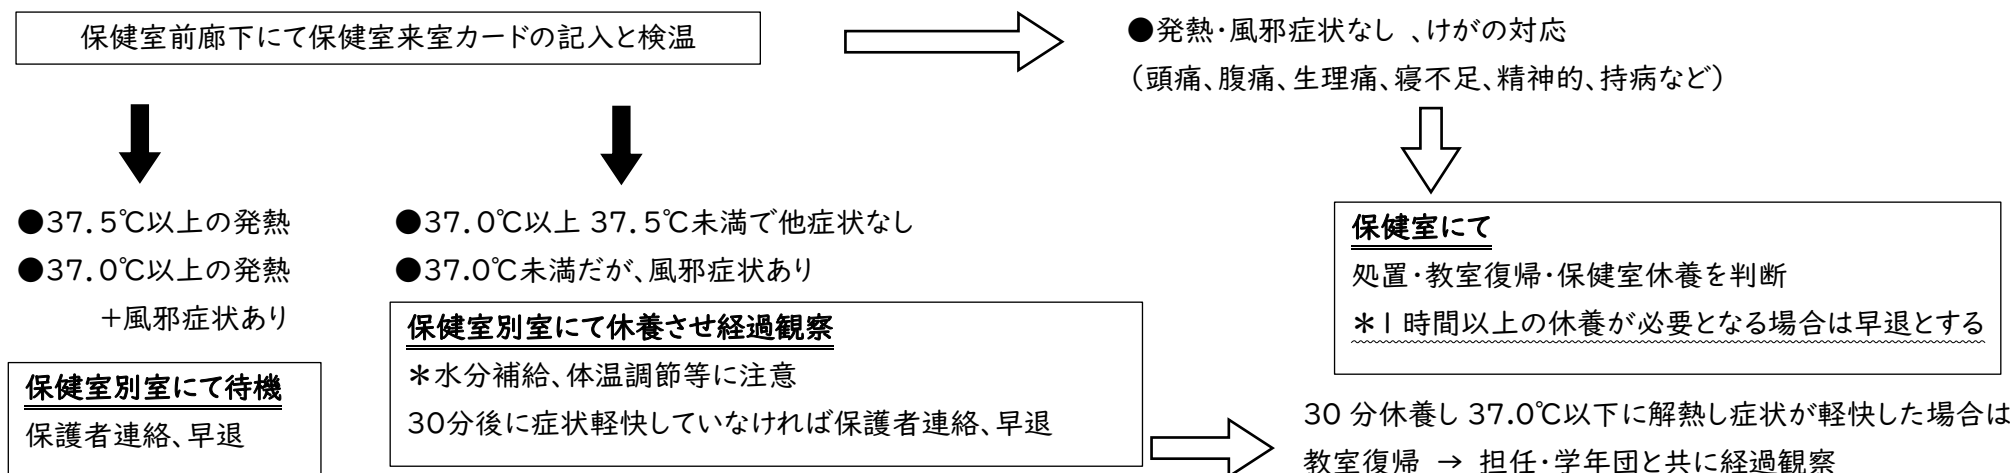 保健室前廊下にて保健室来室カードの記入と検温
●発熱・風邪症状なし 、けがの対応
(頭痛、腹痛、生理痛、寝不足、精神的、持病など)
●37.5℃以上の発熱
●37.0℃以上の発熱
+風邪症状あり
保健室別室にて待機
保護者連絡、早退
●37.0℃以上 37.5℃未満で他症状なし
●37.0℃未満だが、風邪症状あり
保健室別室にて休養させ経過観察
*水分補給、体温調節等に注意
30分後に症状軽快していなければ保護者連絡、早退
保健室にて
処置・教室復帰・保健室休養を判断
*1時間以上の休養が必要となる場合は早退とする
30 分休養し 37.0℃以下に解熱し症状が軽快した場合は
教室復帰 → 担任・学年団と共に経過観察